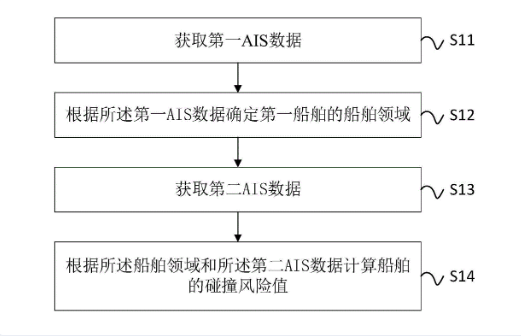 获取第一AIS数据 S11
根据所述第一AIS数据确定第一船舶的船舶领域 S12
获取第二AIS数据 S13
根据所述船舶领域和所述第二AIS数据计算船舶
的碰撞风险值 S14